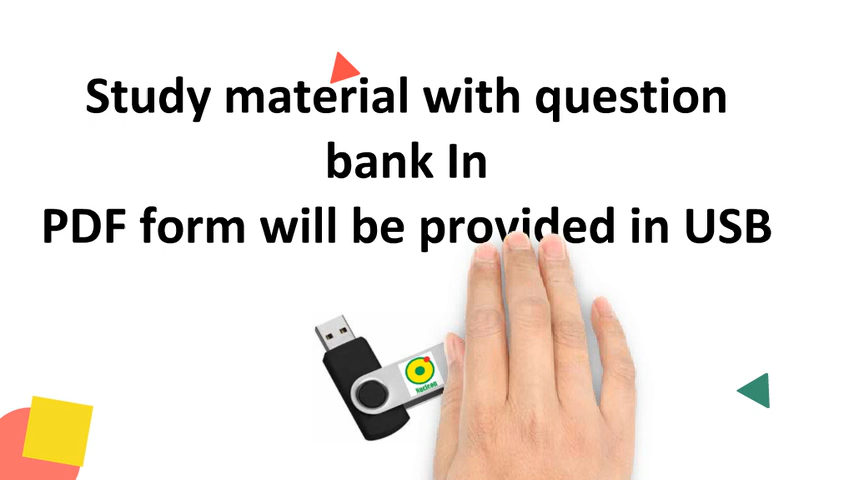 Study material with question
bank In
PDF form will be provided in USB